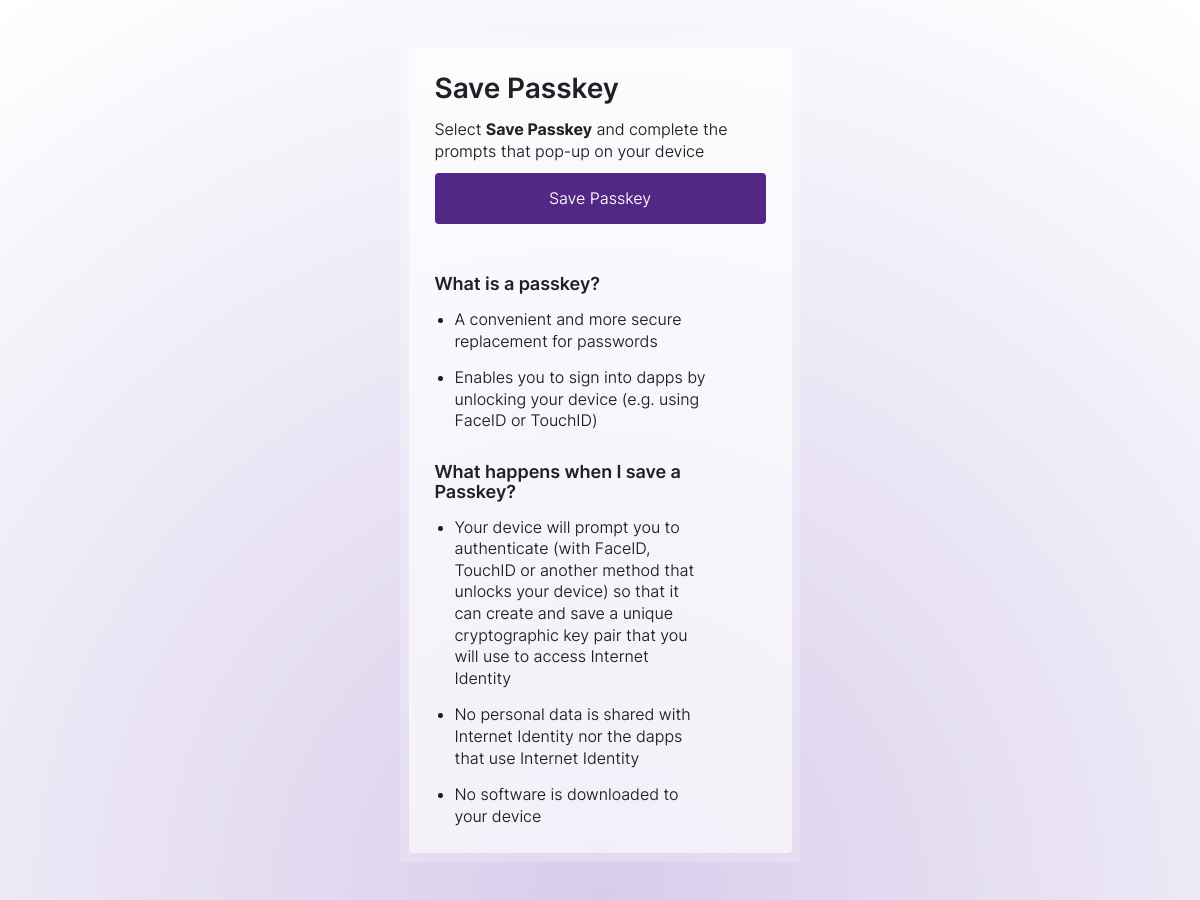 Save Passkey
Select Save Passkey and complete the
prompts that pop-up on your device
Save Passkey
What is a passkey?
• A convenient and more secure
replacement for passwords
• Enables you to sign into dapps by
unlocking your device (e.g. using
FaceID or TouchID)
What happens when I save a
Passkey?
• Your device will prompt you to
authenticate (with FaceID,
TouchID or another method that
unlocks your device) so that it
can create and save a unique
cryptographic key pair that you
will use to access Internet
Identity
• No personal data is shared with
Internet Identity nor the dapps
that use Internet Identity
• No software is downloaded to
your device